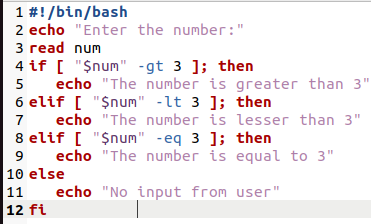 1 #!/bin/bash
2 echo "Enter the number:"
3 read num
4 if [ "$num" -gt 3 ]; then
5    echo "The number is greater than 3"
6 elif [ "$num" -lt 3 ]; then
7    echo "The number is lesser than 3"
8 elif [ "$num" -eq 3 ]; then
9    echo "The number is equal to 3"
10 else
11    echo "No input from user"
12 fi